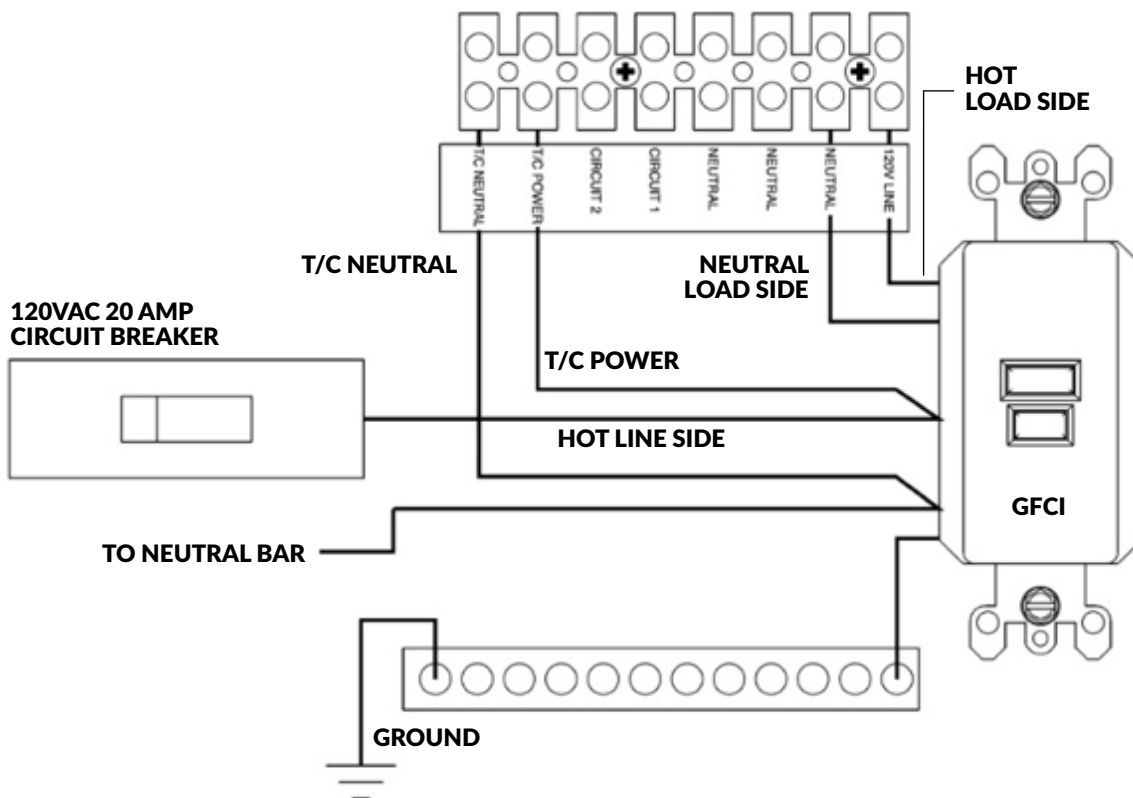 HOT
LOAD SIDE
T/C NEUTRAL
T/C POWER
CIRCUIT 2
CIRCUIT 1
NEUTRAL
NEUTRAL
NEUTRAL
120V LINE
T/C NEUTRAL
NEUTRAL
LOAD SIDE
120VAC 20 AMP
CIRCUIT BREAKER
T/C POWER
HOT LINE SIDE
GFCI
TO NEUTRAL BAR
GROUND